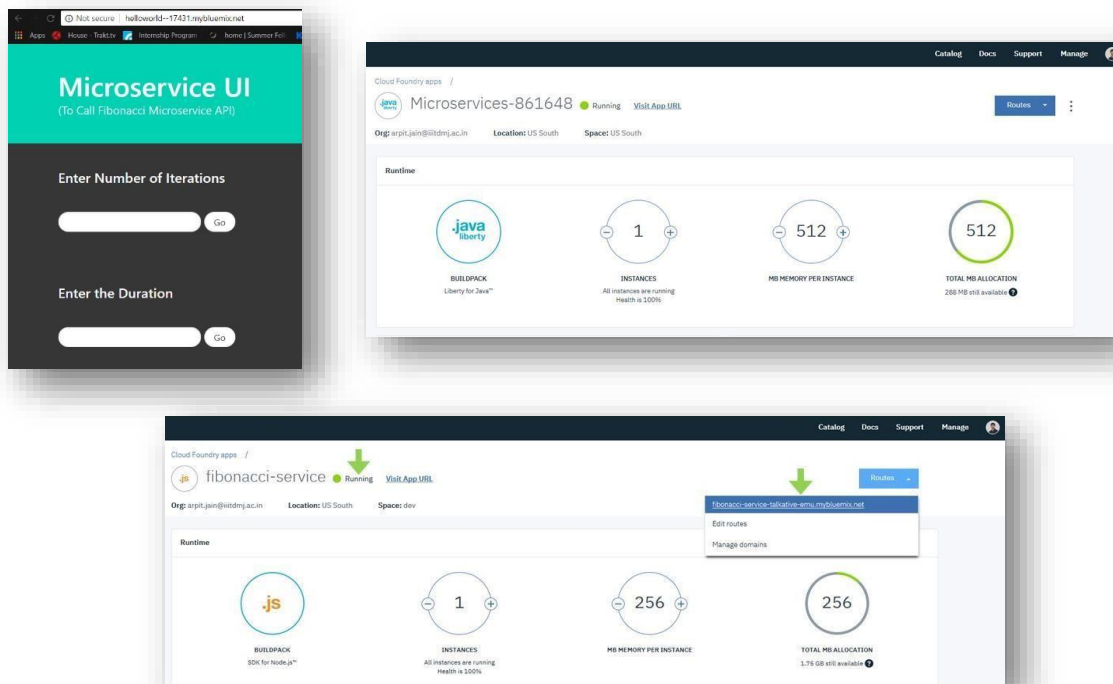 Not secure | helloworld--17431.mybluemix.net
Apps House - Trakt.tv Internship Program home | Summer Fell
Microservice UI
(To Call Fibonacci Microservice API)
Enter Number of Iterations
Go
Enter the Duration
Go
Catalog Docs Support Manage
Cloud Foundry apps /
.java liberty Microservices-861648 Running Visit App URL
Routes
Org: arpit.jain@iiitdmj.ac.in Location: US South Space: US South
Runtime
.java
liberty
1
512
512
BUILDPACK INSTANCES MB MEMORY PER INSTANCE TOTAL MB ALLOCATION
Liberty for Java™ All instances are running 288 MB still available ?
Health is 100%
Catalog Docs Support Manage
Cloud Foundry apps /
.js fibonacci-service Running Visit App URL
Routes
Org: arpit.jain@iiitdmj.ac.in Location: US South Space: dev
fibonacci-service-talkative-emu.mybluemix.net
Edit routes
Manage domains
Runtime
.js
1
256
256
BUILDPACK INSTANCES MB MEMORY PER INSTANCE TOTAL MB ALLOCATION
SDK for Node.js™ All instances are running 1.76 GB still available ?
Health is 100%